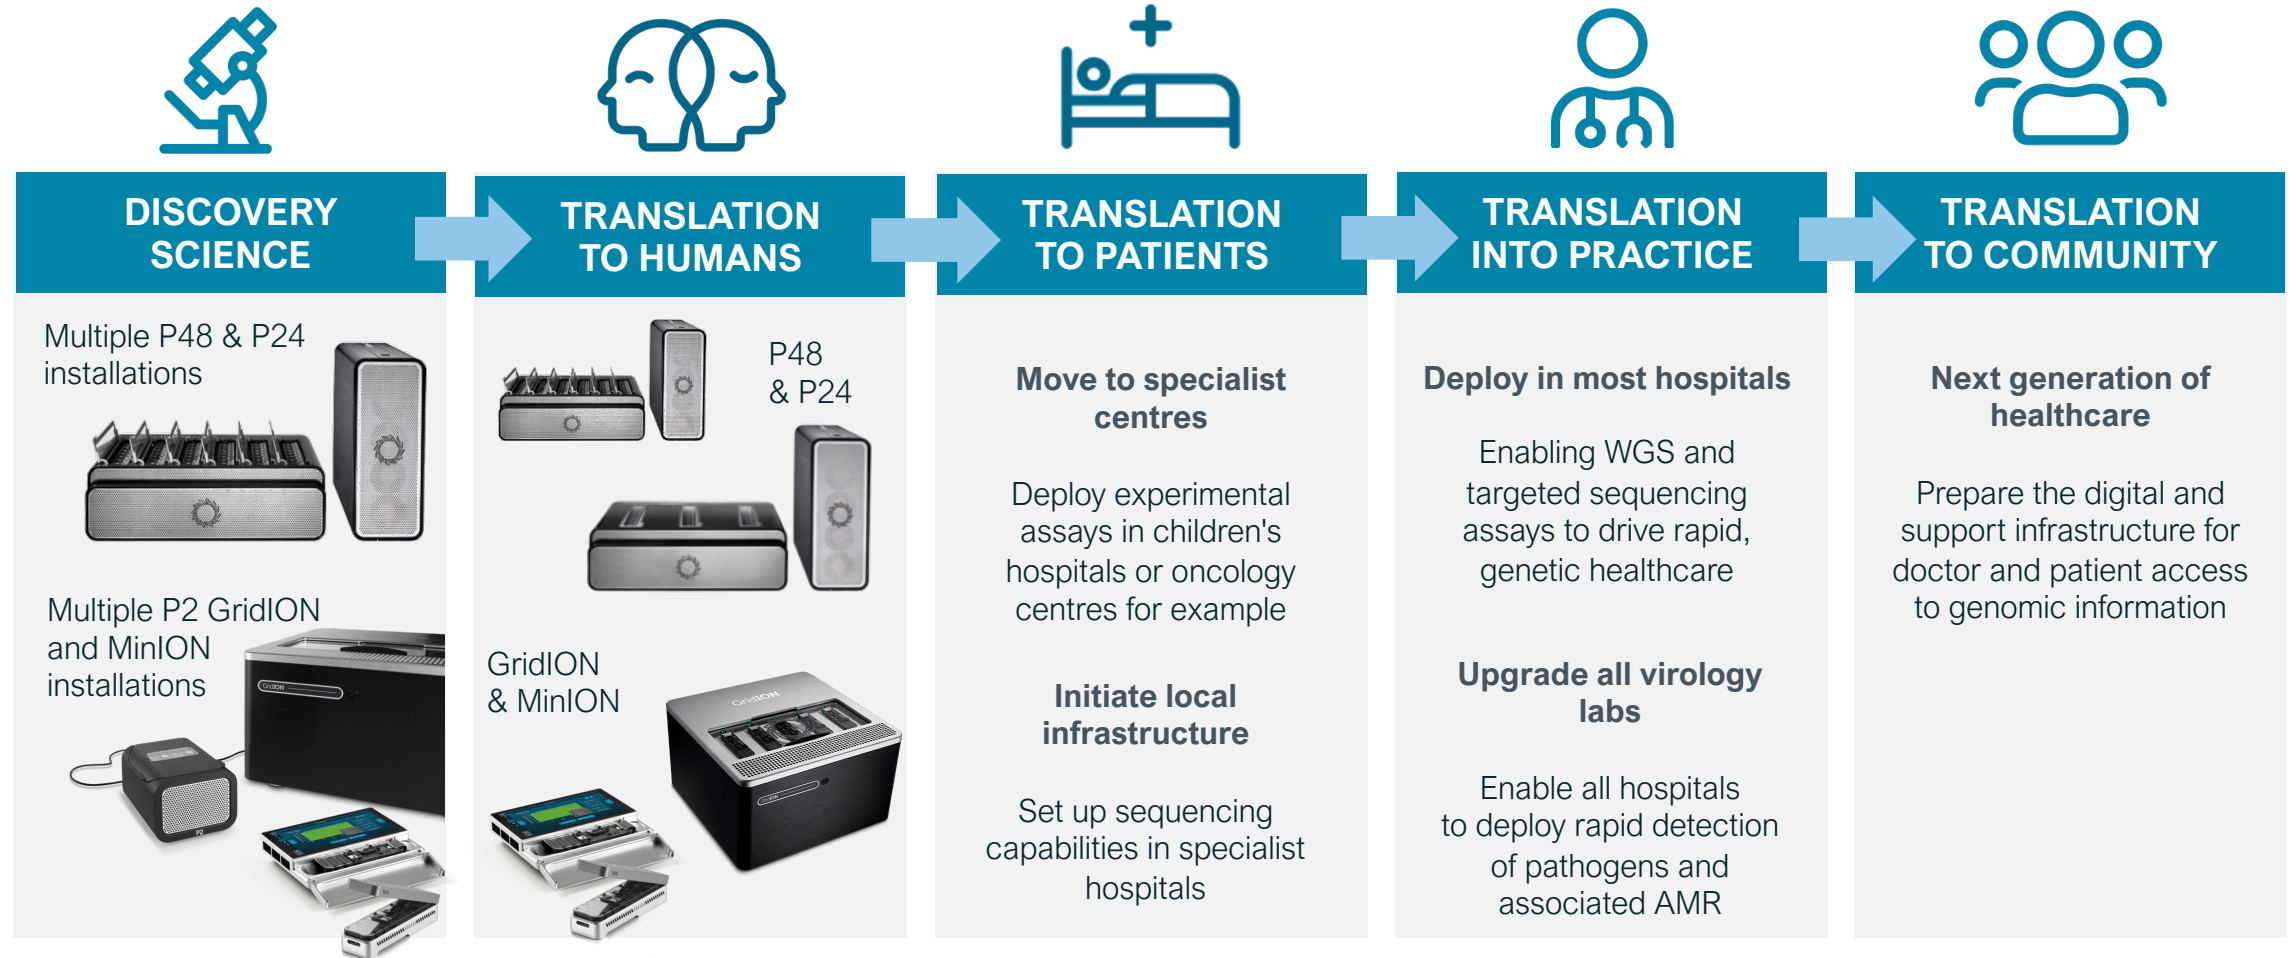 DISCOVERY
SCIENCE
Multiple P48 & P24
installations
Multiple P2 GridION
and MinION
installations
GridION
P2
TRANSLATION
TO HUMANS
P48
& P24
GridION
& MinION
GridION
GridION
TRANSLATION
TO PATIENTS
Move to specialist
centres
Deploy experimental
assays in children's
hospitals or oncology
centres for example
Initiate local
infrastructure
Set up sequencing
capabilities in specialist
hospitals
TRANSLATION
INTO PRACTICE
Deploy in most hospitals
Enabling WGS and
targeted sequencing
assays to drive rapid,
genetic healthcare
Upgrade all virology
labs
Enable all hospitals
to deploy rapid detection
of pathogens and
associated AMR
TRANSLATION
TO COMMUNITY
Next generation of
healthcare
Prepare the digital and
support infrastructure for
doctor and patient access
to genomic information